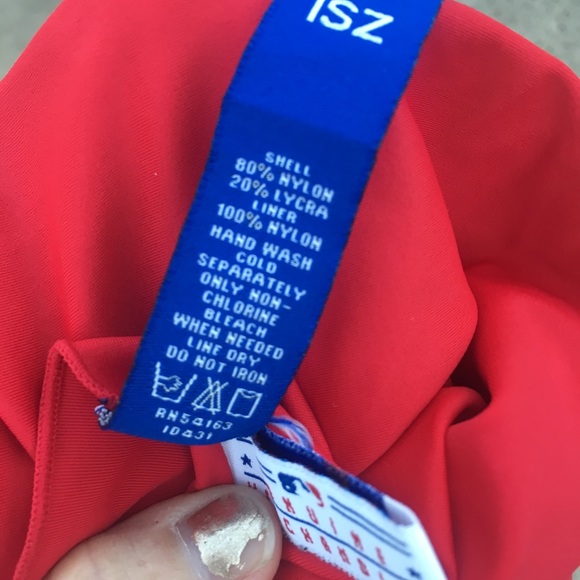 1SZ
SHELL
80% NYLON
20% LYCRA
LINER
100% NYLON
HAND WASH
COLD
SEPARATELY
ONLY NON-
CHLORINE
BLEACH
WHEN NEEDED
LINE DRY
DO NOT IRON
RN54163
ID431